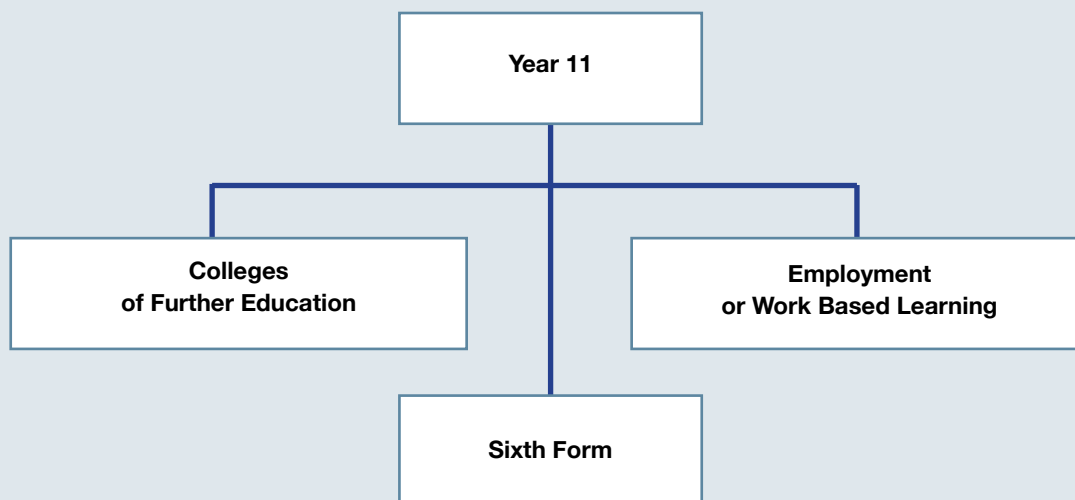 Year 11
Colleges
of Further Education
Employment
or Work Based Learning
Sixth Form